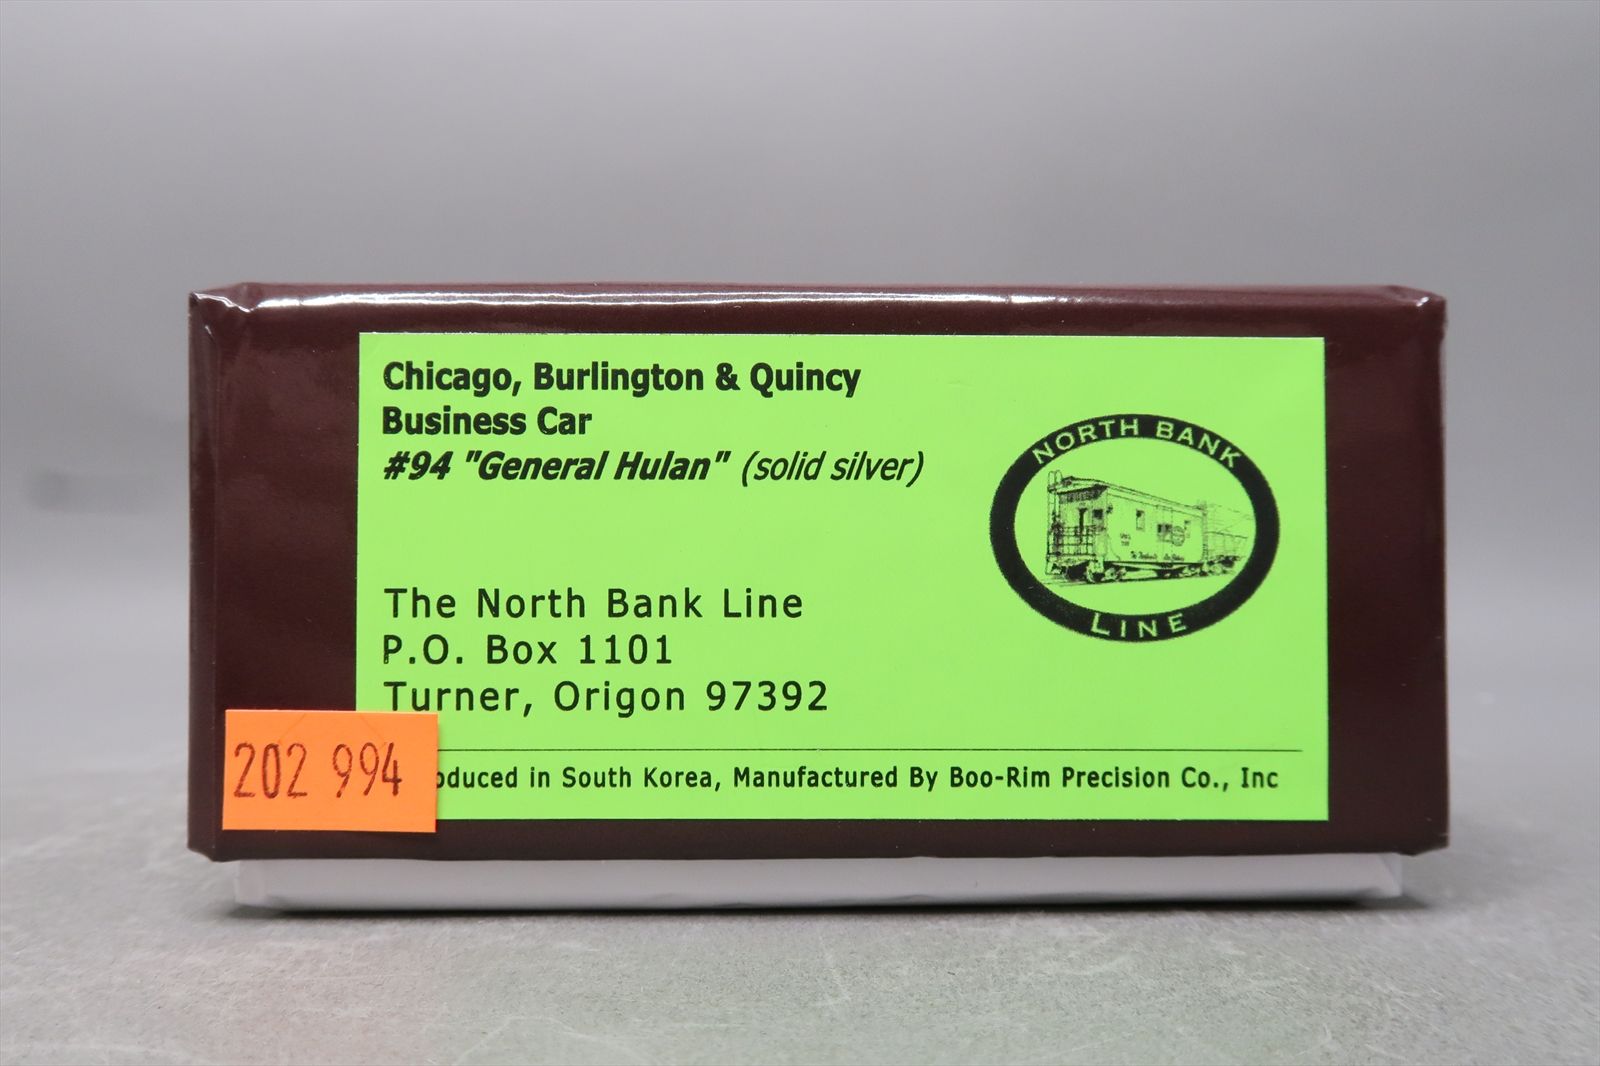 Chicago, Burlington & Quincy
Business Car
#94 "General Hulan" (solid silver)
NORTH BANK
LINE
The North Bank Line
P.O. Box 1101
Turner, Origon 97392
202 994
oduced in South Korea, Manufactured By Boo-Rim Precision Co., Inc